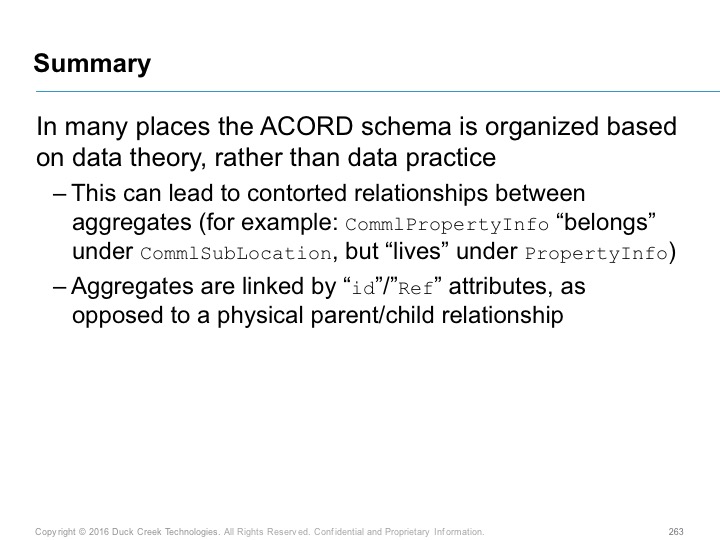 Summary
In many places the ACORD schema is organized based
on data theory, rather than data practice
– This can lead to contorted relationships between
aggregates (for example: CommlPropertyInfo “belongs”
under CommlSubLocation, but “lives” under PropertyInfo)
– Aggregates are linked by “id”/”Ref” attributes, as
opposed to a physical parent/child relationship
Copyright © 2016 Duck Creek Technologies. All Rights Reserved. Confidential and Proprietary Information.
263